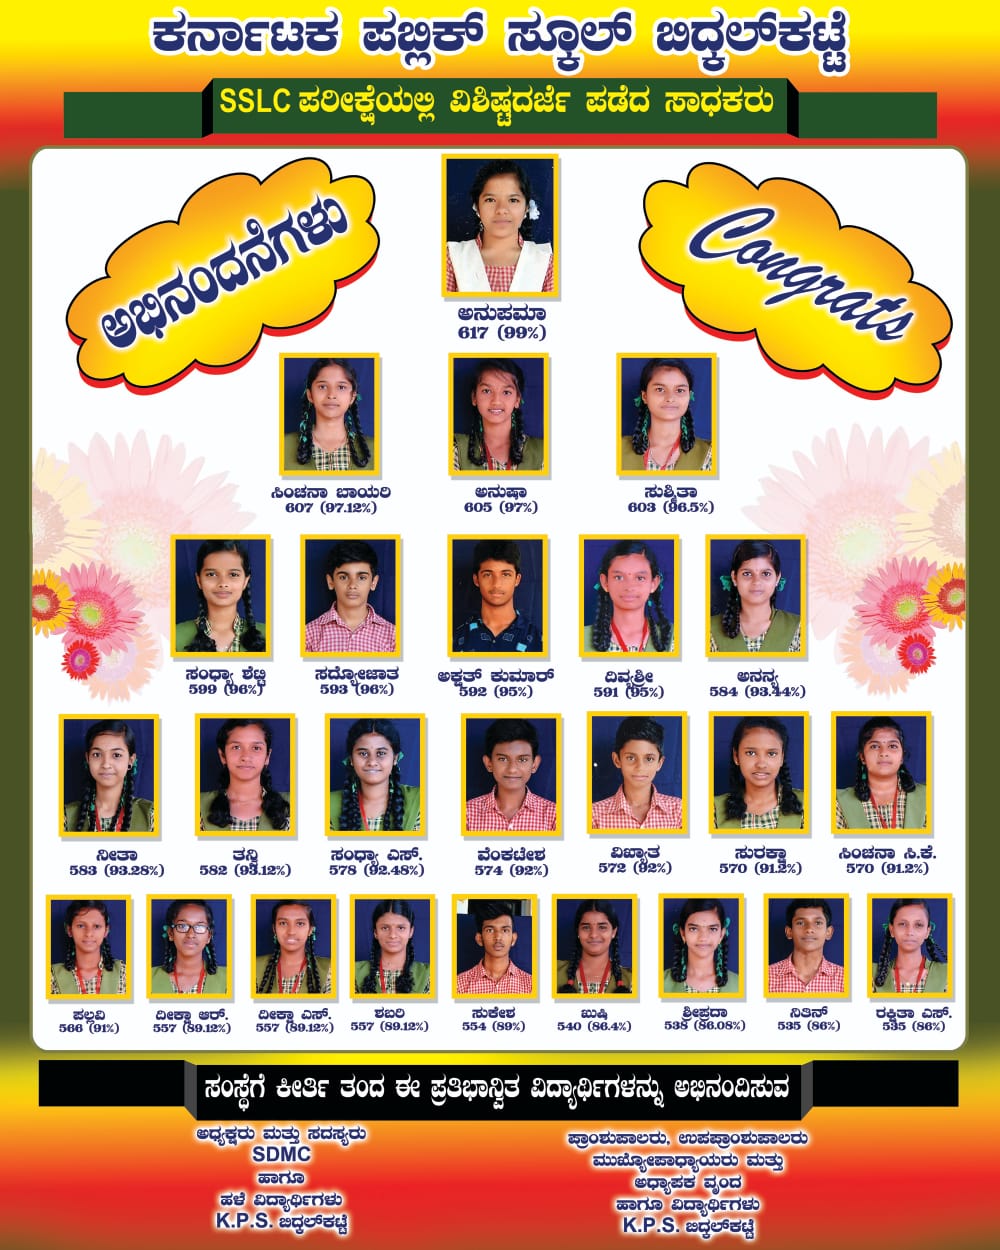 ಕರ್ನಾಟಕ ಪಬ್ಲಿಕ್ ಸ್ಕೂಲ್ ಬಿದ್ಕಲ್‌ಕಟ್ಟೆ
SSLC ಪರೀಕ್ಷೆಯಲ್ಲಿ ವಿಶಿಷ್ಟದರ್ಜೆ ಪಡೆದ ಸಾಧಕರು
ಅಭಿನಂದನೆಗಳು
Congrats
ಅನುಪಮಾ
617 (99%)
ಸಿಂಚನಾ ಬಾಯರಿ
607 (97.12%)
ಅನುಷಾ
605 (97%)
ಸುಶ್ಮಿತಾ
603 (96.5%)
ಸಂಧ್ಯಾ ಶೆಟ್ಟಿ
599 (96%)
ಸದ್ಯೋಜಾತ
593 (96%)
ಅಕ್ಷತ್ ಕುಮಾರ್
592 (95%)
ದಿವ್ಯಶ್ರೀ
591 (95%)
ಅನನ್ಯ
584 (93.44%)
ನೀತಾ
583 (93.28%)
ತನ್ವಿ
582 (93.12%)
ಸಂಧ್ಯಾ ಎಸ್.
578 (92.48%)
ವೆಂಕಟೇಶ
574 (92%)
ವಿಖ್ಯಾತ
572 (92%)
ಸುರಕ್ಷಾ
570 (91.2%)
ಸಿಂಚನಾ ಸಿ.ಕೆ.
570 (91.2%)
ಪಲ್ಲವಿ
566 (91%)
ದೀಕ್ಷಾ ಆರ್.
557 (89.12%)
ದೀಕ್ಷಾ ಎಸ್.
557 (89.12%)
ಶಬರಿ
557 (89.12%)
ಸುಕೇಶ
554 (89%)
ಖುಷಿ
540 (86.4%)
ಶ್ರೀಪ್ರದಾ
538 (86.08%)
ನಿತಿನ್
535 (86%)
ರಕ್ಷಿತಾ ಎಸ್.
535 (86%)
ಸಂಸ್ಥೆಗೆ ಕೀರ್ತಿ ತಂದ ಈ ಪ್ರತಿಭಾನ್ವಿತ ವಿದ್ಯಾರ್ಥಿಗಳನ್ನು ಅಭಿನಂದಿಸುವ
ಅಧ್ಯಕ್ಷರು ಮತ್ತು ಸದಸ್ಯರು
SDMC
ಹಾಗೂ
ಹಳೆ ವಿದ್ಯಾರ್ಥಿಗಳು
K.P.S. ಬಿದ್ಕಲ್‌ಕಟ್ಟೆ
ಪ್ರಾಂಶುಪಾಲರು, ಉಪಪ್ರಾಂಶುಪಾಲರು
ಮುಖ್ಯೋಪಾಧ್ಯಾಯರು ಮತ್ತು
ಅಧ್ಯಾಪಕ ವೃಂದ
ಹಾಗೂ ವಿದ್ಯಾರ್ಥಿಗಳು
K.P.S. ಬಿದ್ಕಲ್‌ಕಟ್ಟೆ